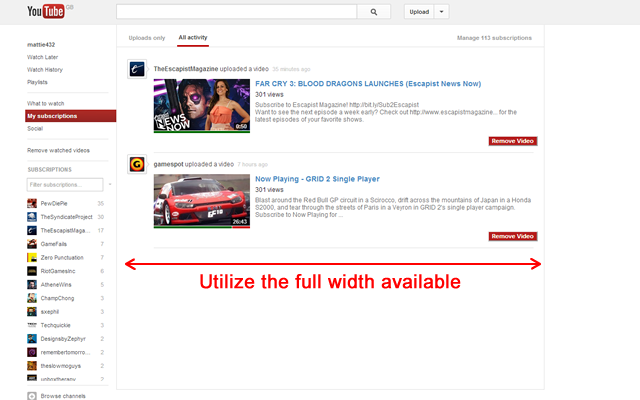 YouTube GB
Upload
mattie432
Watch Later
Watch History
Playlists
What to watch
My subscriptions
Social
Remove watched videos
SUBSCRIPTIONS
Filter subscriptions...
PewDiePie 35
TheSyndicateProject 30
TheEscapistMaga... 17
GameFails 7
Zero Punctuation 7
RiotGamesInc 4
AtheneWins 3
ChampChong 3
sxephil 3
Techquickie 3
DesignsbyZephyr 2
remembertomorro... 2
theslowmoguys 2
unboxtherapy 2
Browse channels
Uploads only All activity Manage 113 subscriptions
TheEscapistMagazine uploaded a video 35 minutes ago
NEWS
NOW
0:50
FAR CRY 3: BLOOD DRAGONS LAUNCHES (Escapist News Now)
301 views
Subscribe to Escapist Magazine! http://bit.ly/Sub2Escapist
Want to see the next episode a week early? Check out http://www.escapistmagazine... for the
latest episodes of your favorite shows.
Remove Video
gamespot uploaded a video 7 hours ago
26:43
Now Playing - GRID 2 Single Player
301 views
Blast around the Red Bull GP circuit in a Scirocco, drift across the mountains of Japan in a Honda
S2000, and tear through the streets of Paris in a Veyron in GRID 2's single player campaign.
Subscribe to Now Playing for ...
Remove Video
Utilize the full width available